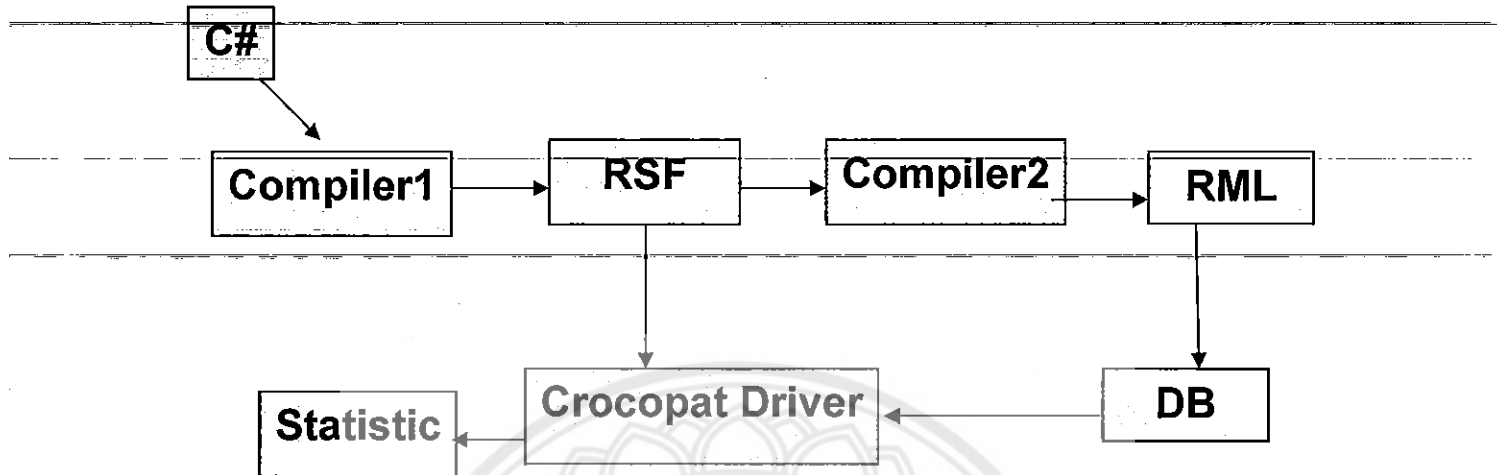 C#
Compiler1
RSF
Compiler2
RML
Statistic
Crocopat Driver
DB